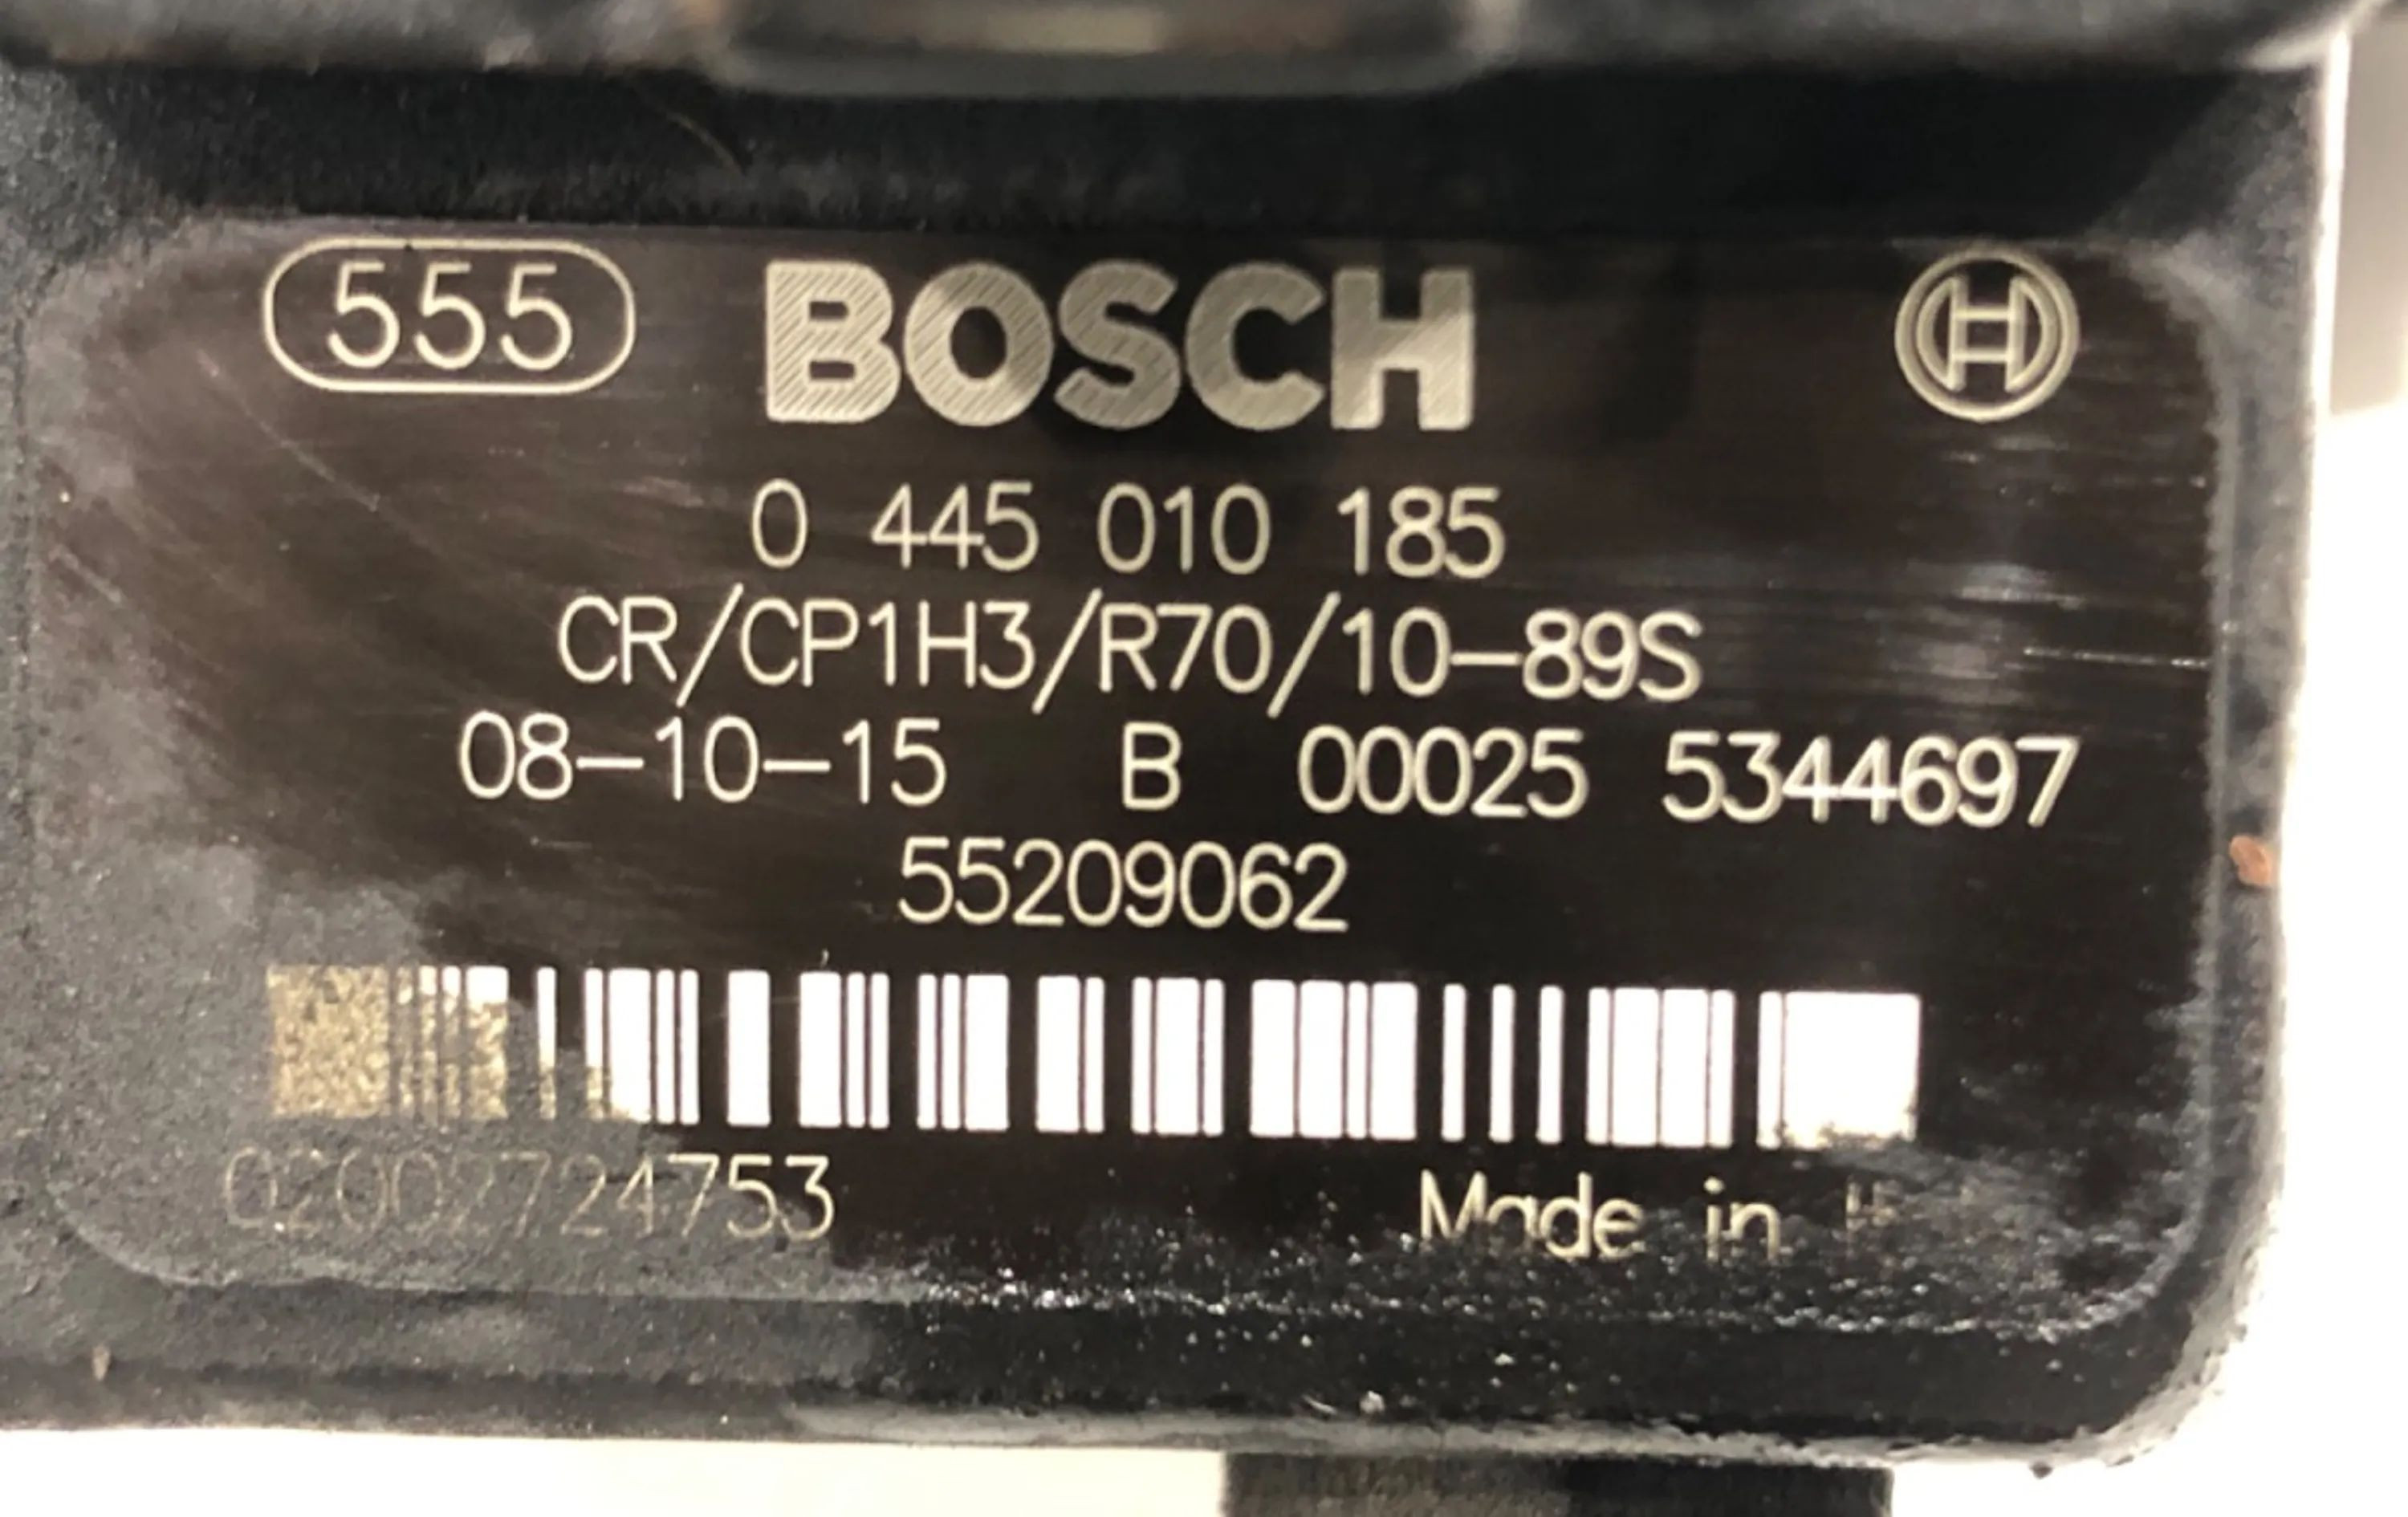 555 BOSCH
0 445 010 185
CR/CP1H3/R70/10-89S
08-10-15 B 00025 5344697
55209062
02002724753 Made in